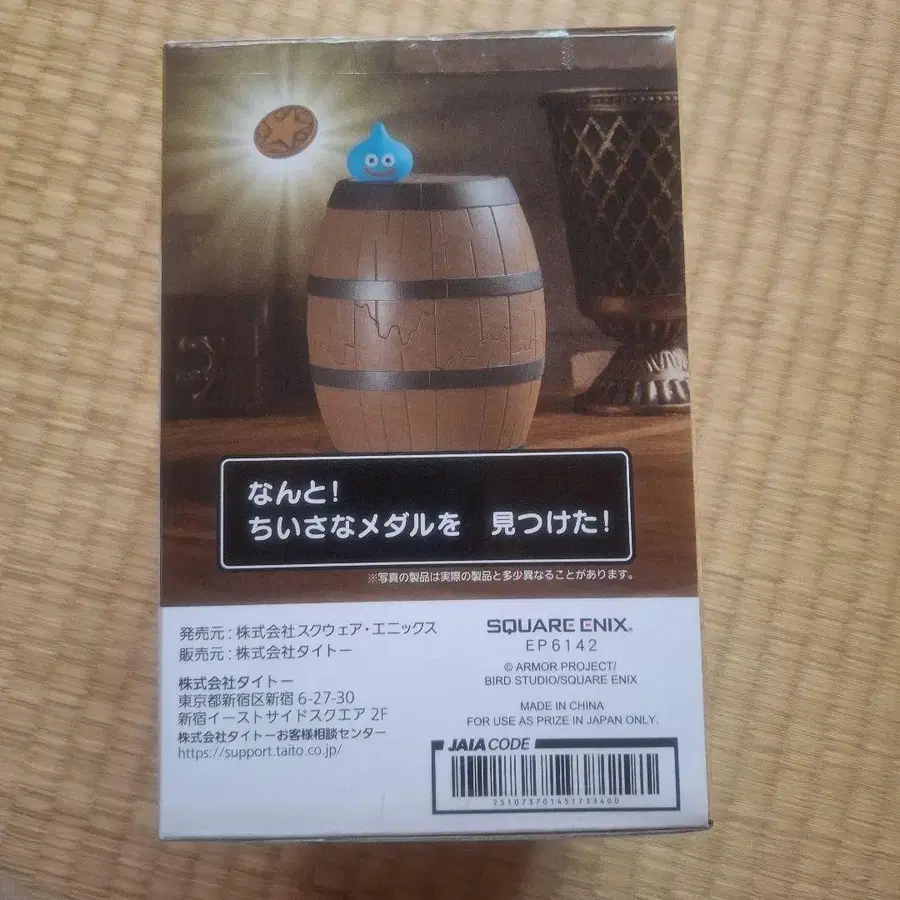 なんと!
ちいさなメダルを 見つけた!
※写真の製品は実際の製品と多少異なることがあります。
発売元:株式会社スクウェア・エニックス
販売元:株式会社タイトー
株式会社タイトー
東京都新宿区新宿 6-27-30
新宿イーストサイドスクエア 2F
株式会社タイトーお客様相談センター
https://support.taito.co.jp/
SQUARE ENIX®
EP6142
© ARMOR PROJECT/
BIRD STUDIO/SQUARE ENIX
MADE IN CHINA
FOR USE AS PRIZE IN JAPAN ONLY.
JAIA CODE
251073701451733400